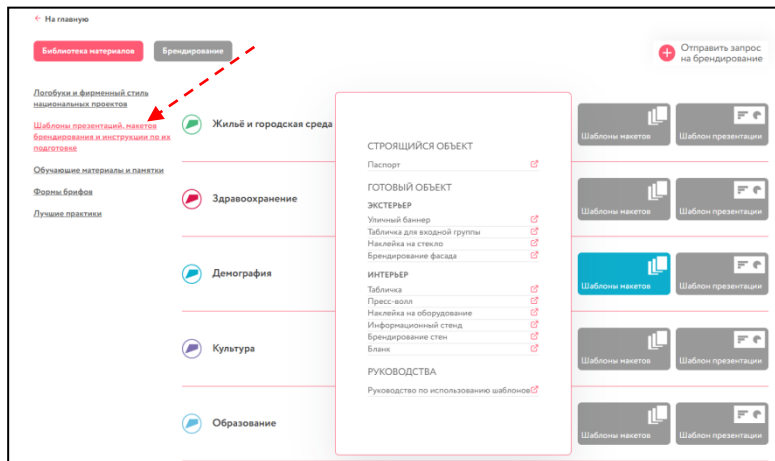 На главную
Библиотека материалов
Брендирование
Отправить запрос
на брендирование
Логобуки и фирменный стиль
национальных проектов
Шаблоны презентаций, макетов
брендирования и инструкции по их
подготовке
Обучающие материалы и памятки
Формы брифов
Лучшие практики
Жильё и городская среда
Здравоохранение
Демография
Культура
Образование
СТРОЯЩИЙСЯ ОБЪЕКТ
Паспорт
ГОТОВЫЙ ОБЪЕКТ
ЭКСТЕРЬЕР
Уличный баннер
Табличка для входной группы
Наклейка на стекло
Брендирование фасада
ИНТЕРЬЕР
Табличка
Пресс-волл
Наклейка на оборудование
Информационный стенд
Брендирование стен
Бланк
РУКОВОДСТВА
Руководство по использованию шаблонов
Шаблоны макетов
Шаблон презентации
Шаблоны макетов
Шаблон презентации
Шаблоны макетов
Шаблон презентации
Шаблоны макетов
Шаблон презентации
Шаблоны макетов
Шаблон презентации